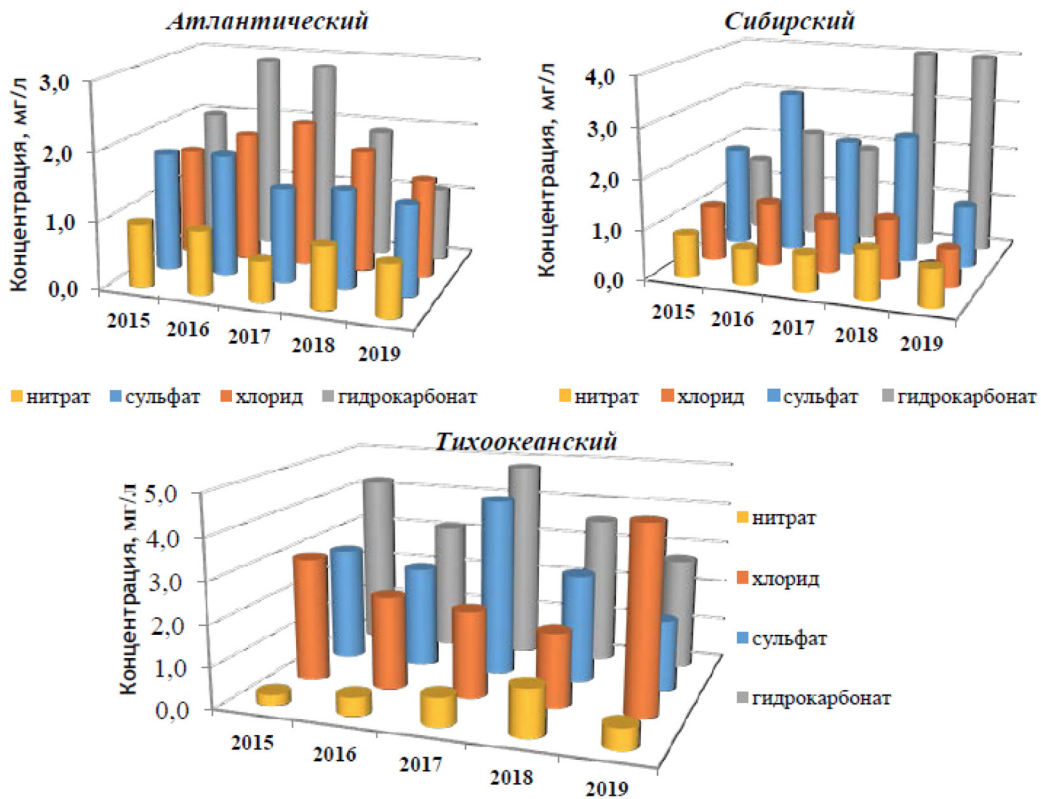 Атлантический
Концентрация, мг/л
3,0
2,0
1,0
0,0
2015
2016
2017
2018
2019
нитрат сульфат хлорид гидрокарбонат
Сибирский
Концентрация, мг/л
4,0
3,0
2,0
1,0
0,0
2015
2016
2017
2018
2019
нитрат хлорид сульфат гидрокарбонат
Тихоокеанский
Концентрация, мг/л
5,0
4,0
3,0
2,0
1,0
0,0
2015
2016
2017
2018
2019
нитрат
хлорид
сульфат
гидрокарбонат